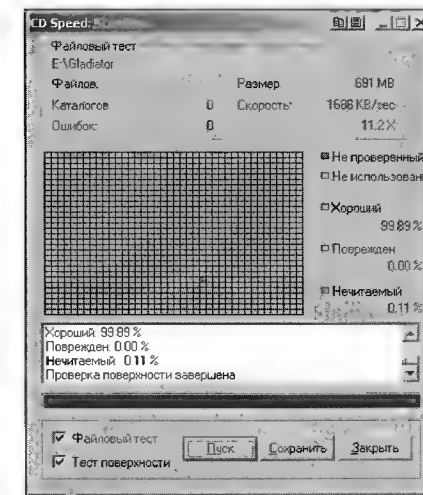 CD Speed:
Файловый тест
E:\Gladiator
Файлов. Размер 691 MB
Каталогов 0 Скорость: 1686 KB/sec
Ошибок: 0 11.2X
Не проверенный
Не использован
Хороший
99.89 %
Поврежден
0.00 %
Нечитаемый
0.11 %
Хороший 99.89 %
Поврежден: 0.00 %
Нечитаемый 0.11 %
Проверка поверхности завершена
Файловый тест
Тест поверхности
Пуск Сохранить Закрыть